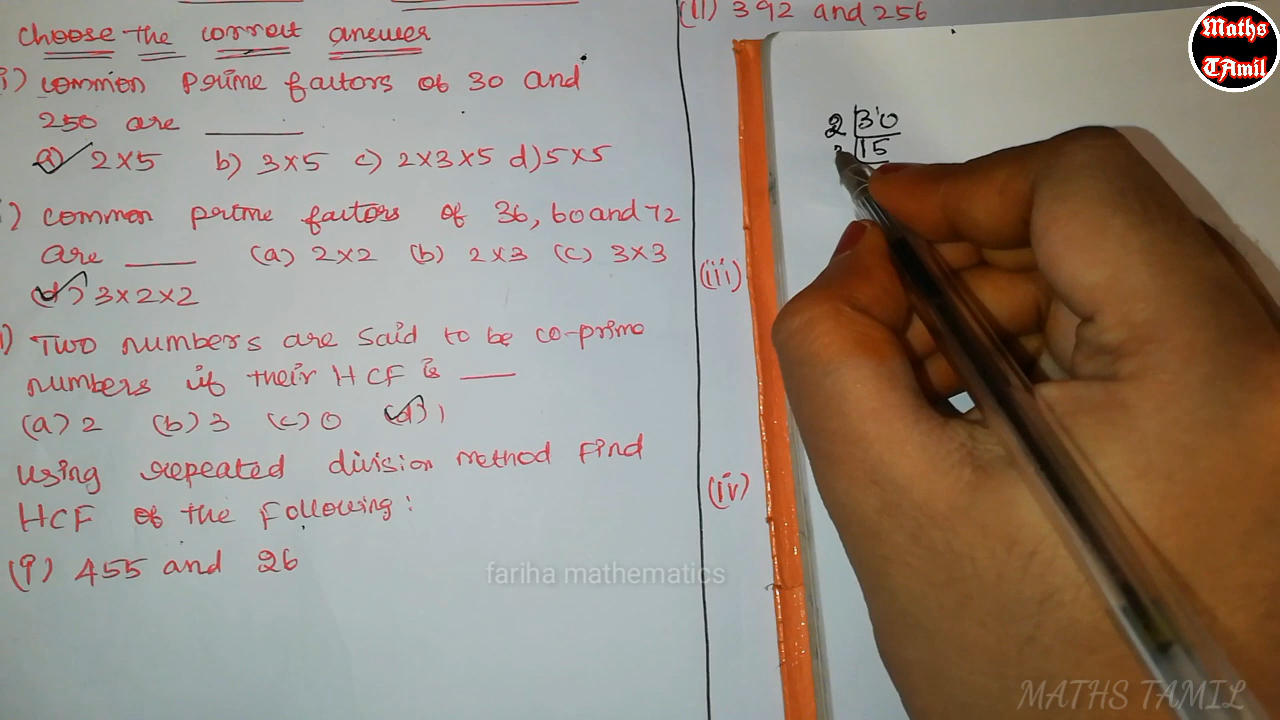 Choose the correct answer
i) common prime factors of 30 and
250 are ______
a) 2×5 b) 3×5 c) 2×3×5 d) 5×5
i) common prime factors of 36, 60 and 72
are ____ (a) 2×2 (b) 2×3 (c) 3×3
(d) 3×2×2
i) Two numbers are said to be co-prime
numbers if their HCF is ___
(a) 2 (b) 3 (c) 0 (d) 1
using repeated division method find
HCF of the following:
(i) 455 and 26
(ii) 392 and 256
(iii)
(iv)
2 30
15
Maths
TAmil
fariha mathematics
MATHS TAMIL